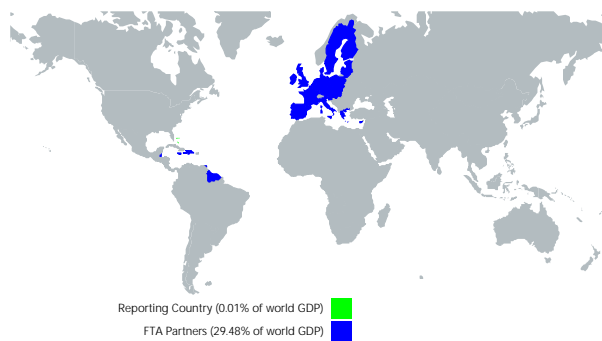 Reporting Country (0.01% of world GDP)
FTA Partners (29.48% of world GDP)